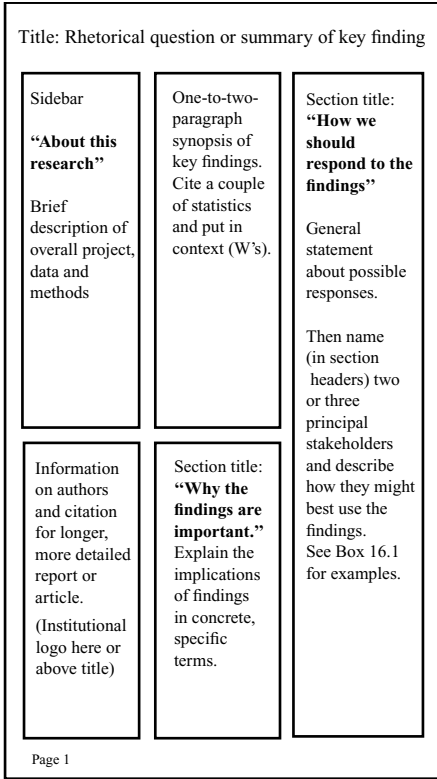 Title: Rhetorical question or summary of key finding
Sidebar
“About this
research”
Brief
description of
overall project,
data and
methods
Information
on authors
and citation
for longer,
more detailed
report or
article.
(Institutional
logo here or
above title)
One-to-two-
paragraph
synopsis of
key findings.
Cite a couple
of statistics
and put in
context (W’s).
Section title:
“Why the
findings are
important.”
Explain the
implications
of findings
in concrete,
specific
terms.
Section title:
“How we
should
respond to the
findings”
General
statement
about possible
responses.
Then name
(in section
headers) two
or three
principal
stakeholders
and describe
how they might
best use the
findings.
See Box 16.1
for examples.
Page 1